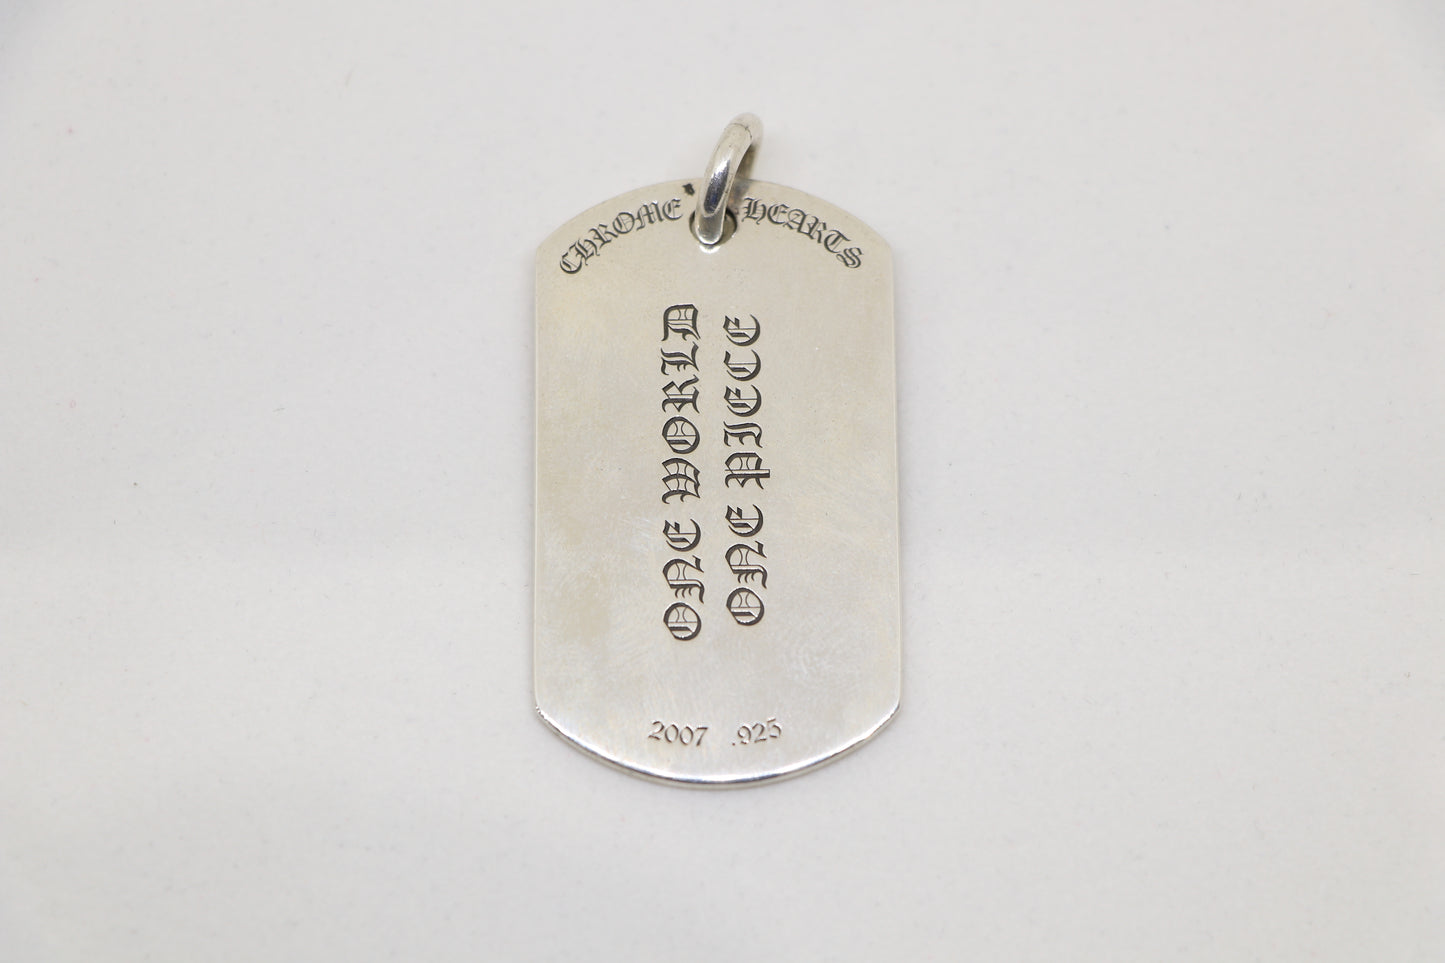 CHROME HEARTS
ONE WORLD
ONE PIECE
2007 .925